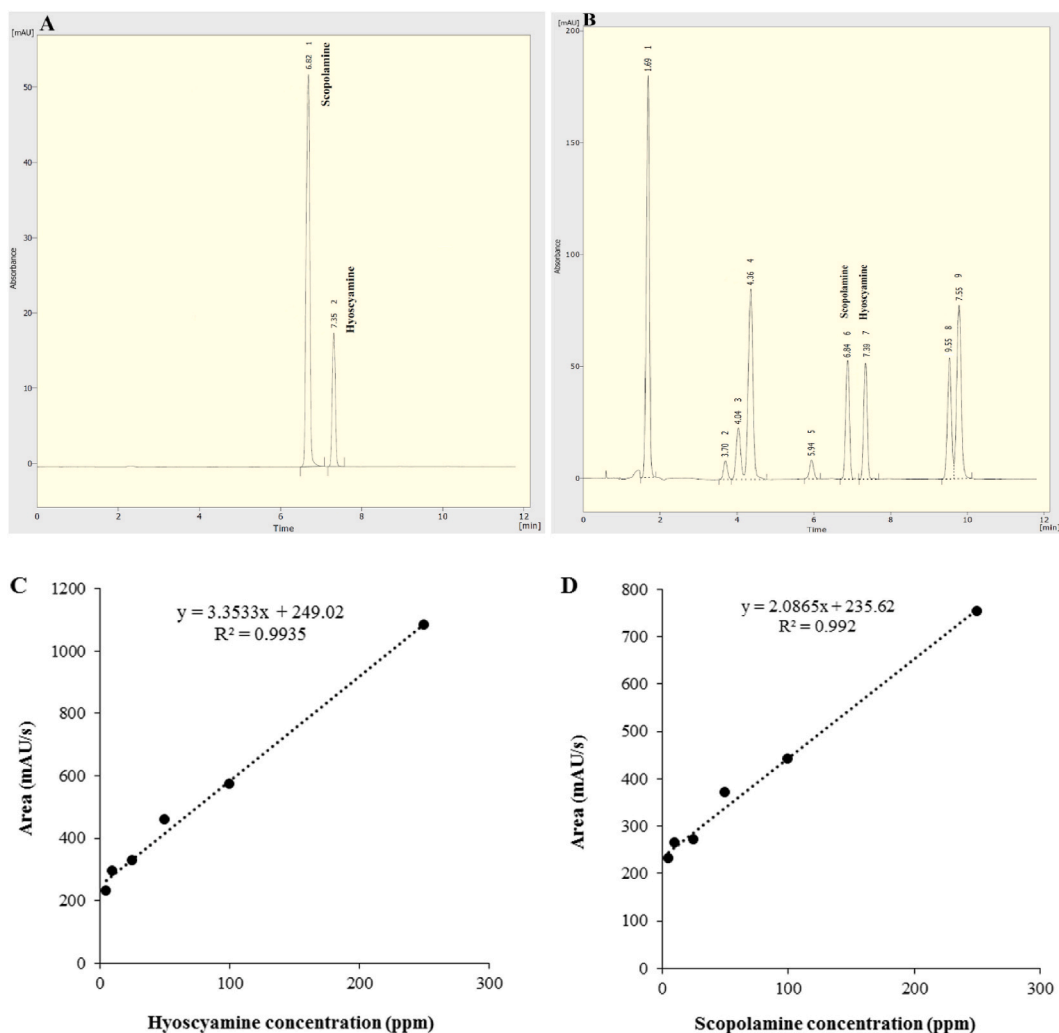 A
[mAU]
50
40
30
20
10
0
Absorbance
6.82 1
Scopolamine
7.35 2
Hyoscyamine
0 2 4 6 8 10 12
Time
[min]
B
[mAU]
200
150
100
50
0
Absorbance
1.69 1
3.70 2
4.04 3
4.36 4
5.94 5
6.84 6
Scopolamine
7.39 7
Hyoscyamine
9.55 8
7.55 9
0 2 4 6 8 10 12
Time
[min]
C
y = 3.3533x + 249.02
R² = 0.9935
1200
1000
800
600
400
200
0
Area (mAU/s)
0 100 200 300
Hyoscyamine concentration (ppm)
D
y = 2.0865x + 235.62
R² = 0.992
800
700
600
500
400
300
200
100
0
Area (mAU/s)
0 100 200 300
Scopolamine concentration (ppm)